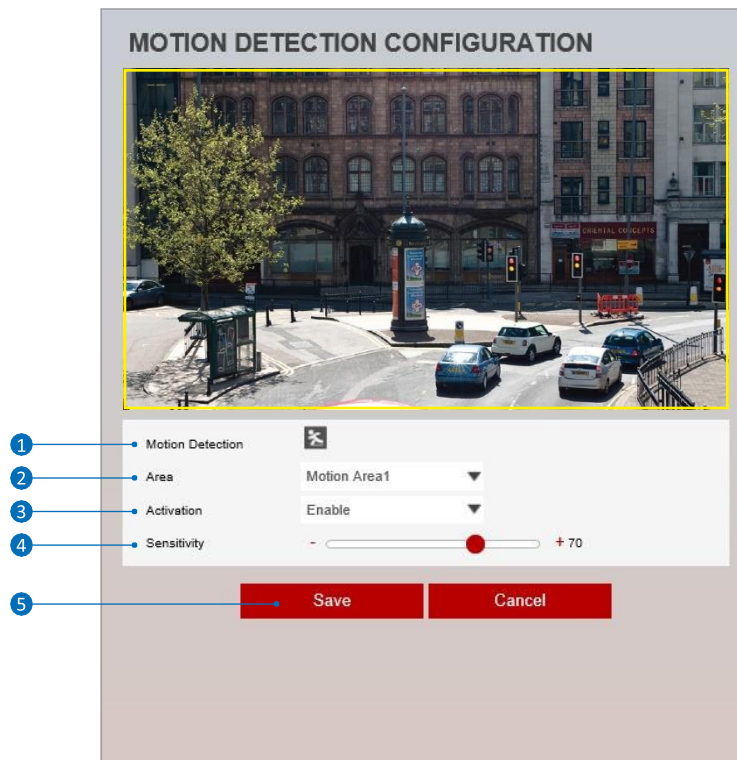 MOTION DETECTION CONFIGURATION
ORIENTAL CONCEPTS
1 Motion Detection
2 Area Motion Area1
3 Activation Enable
4 Sensitivity - + 70
5 Save Cancel